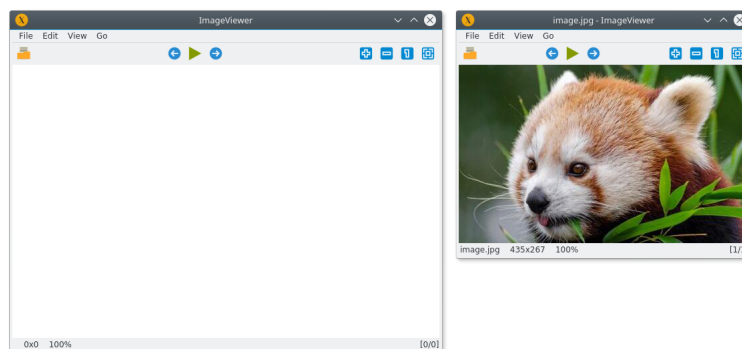 ImageViewer
File Edit View Go
0x0 100% [0/0]
image.jpg - ImageViewer
File Edit View Go
image.jpg 435x267 100% [1/